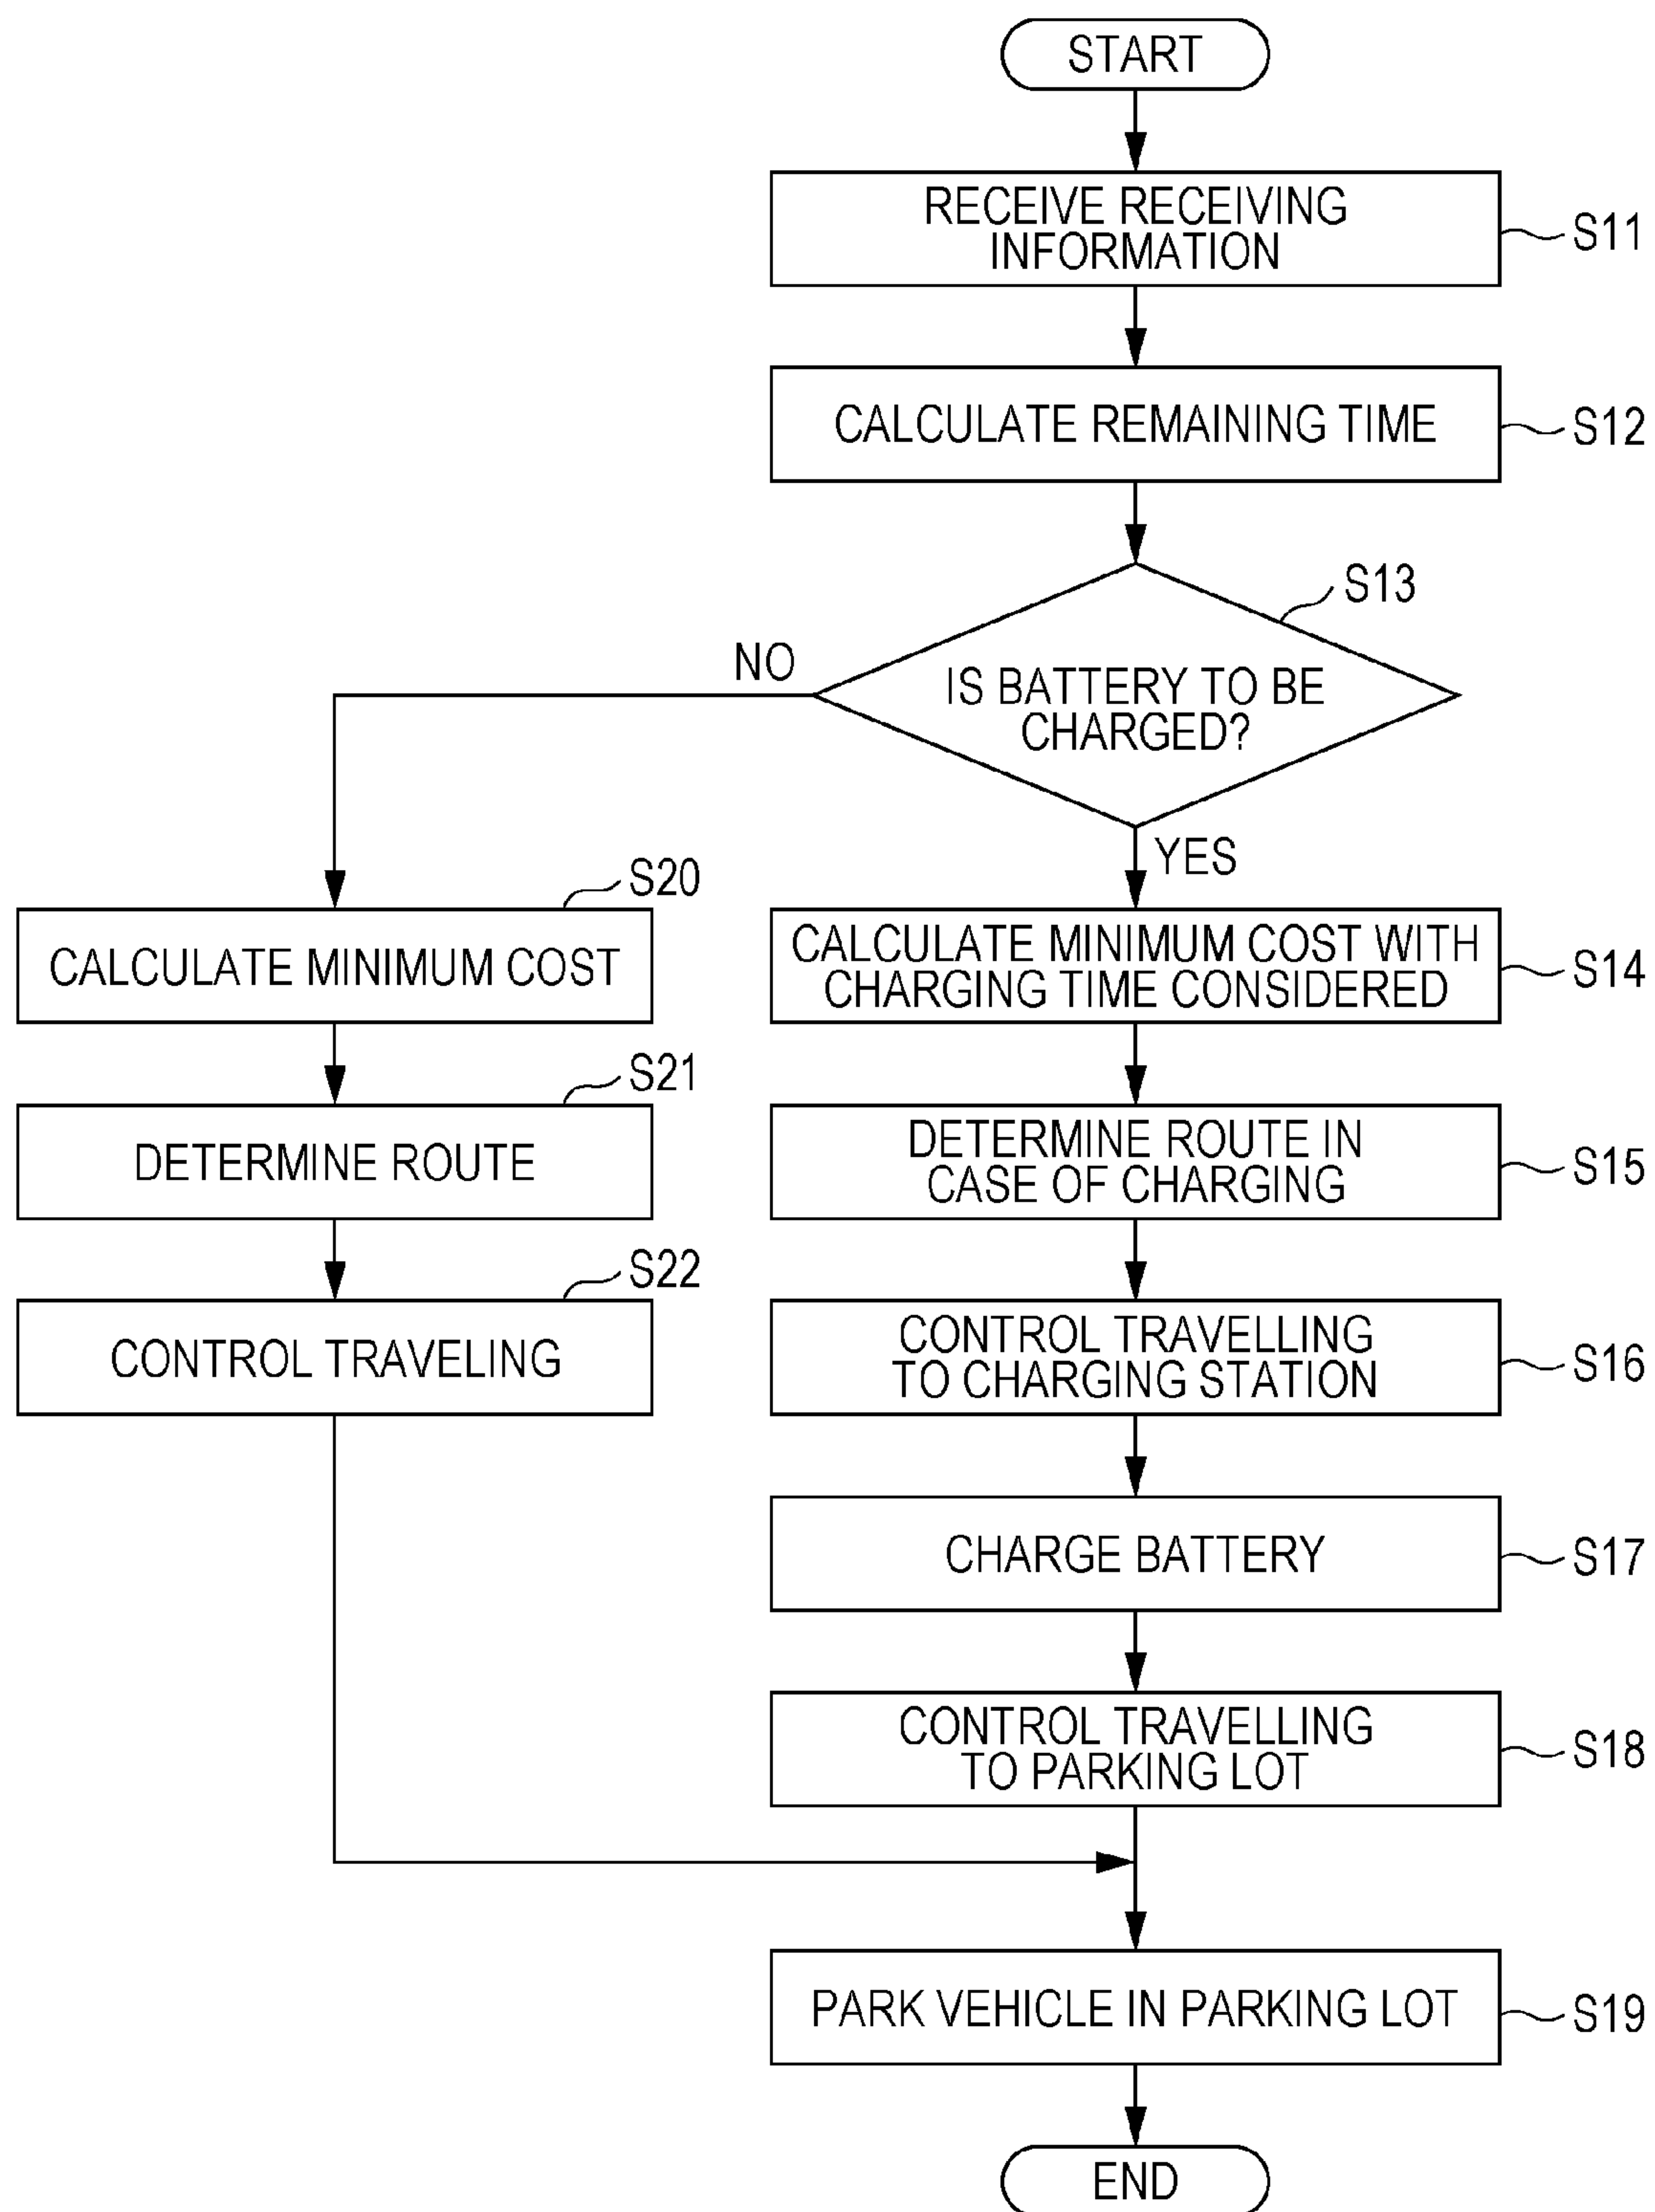 START
RECEIVE RECEIVING
INFORMATION
S11
CALCULATE REMAINING TIME
S12
S13
IS BATTERY TO BE
CHARGED?
NO
YES
S20
CALCULATE MINIMUM COST
CALCULATE MINIMUM COST WITH
CHARGING TIME CONSIDERED
S14
S21
DETERMINE ROUTE
DETERMINE ROUTE IN
CASE OF CHARGING
S15
S22
CONTROL TRAVELING
CONTROL TRAVELLING
TO CHARGING STATION
S16
CHARGE BATTERY
S17
CONTROL TRAVELLING
TO PARKING LOT
S18
PARK VEHICLE IN PARKING LOT
S19
END